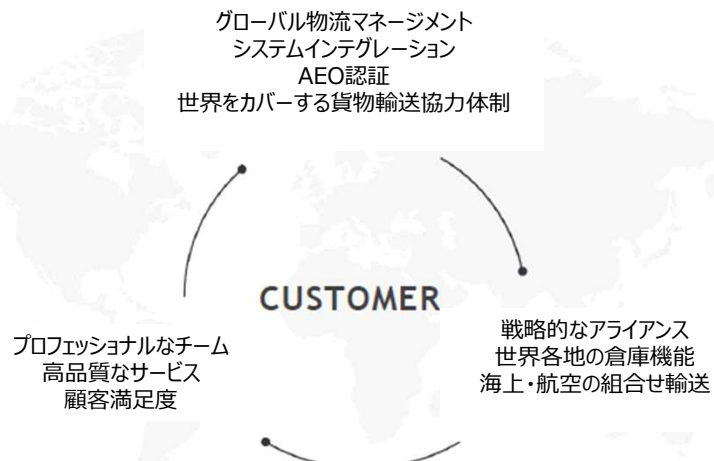 グローバル物流マネージメント
システムインテグレーション
AEO認証
世界をカバーする貨物輸送協力体制
CUSTOMER
プロフェッショナルなチーム
高品質なサービス
顧客満足度
戦略的なアライアンス
世界各地の倉庫機能
海上・航空の組合せ輸送